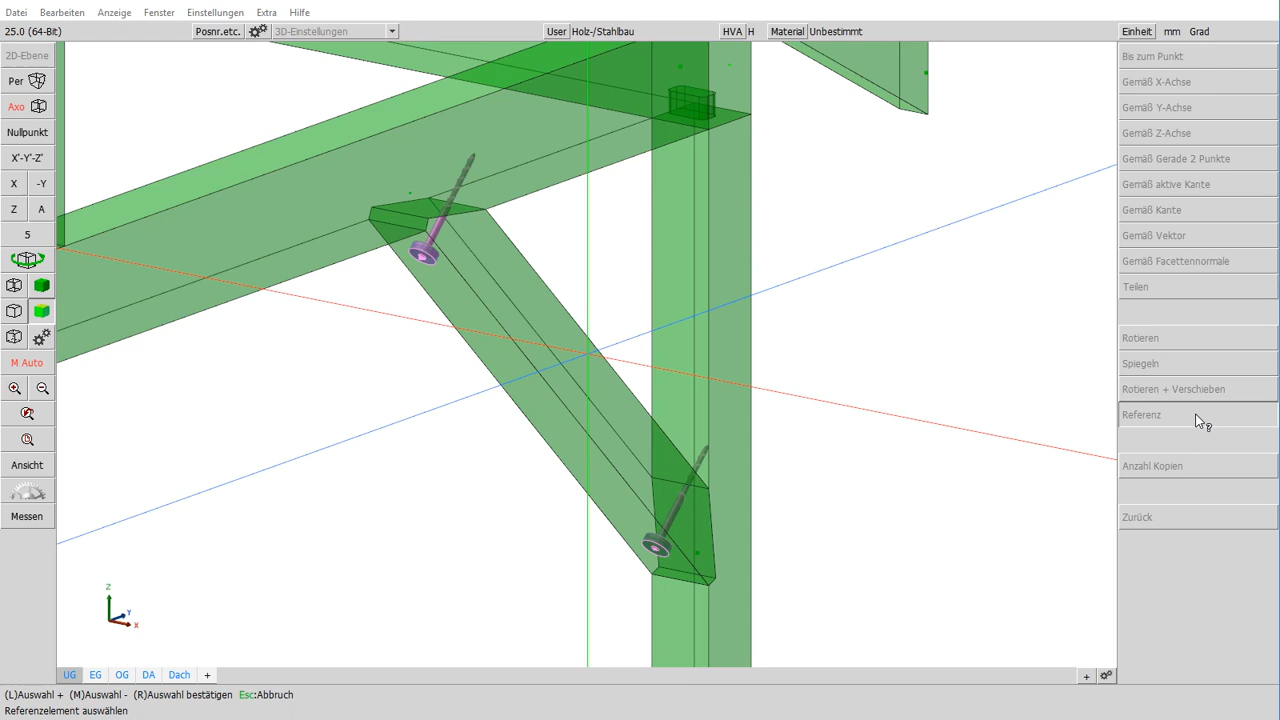 Datei Bearbeiten Anzeige Fenster Einstellungen Extra Hilfe
25.0 (64-Bit) Posnr.etc. 3D-Einstellungen User Holz-/Stahlbau HVA H Material Unbestimmt Einheit mm Grad
2D-Ebene
Per
Axo
Nullpunkt
X'-Y'-Z'
X -Y
Z A
5
M Auto
Ansicht
Messen
Bis zum Punkt
Gemäß X-Achse
Gemäß Y-Achse
Gemäß Z-Achse
Gemäß Gerade 2 Punkte
Gemäß aktive Kante
Gemäß Kante
Gemäß Vektor
Gemäß Facettennormale
Teilen
Rotieren
Spiegeln
Rotieren + Verschieben
Referenz
Anzahl Kopien
Zurück
Z
Y
X
UG EG OG DA Dach + +
(L)Auswahl + (M)Auswahl - (R)Auswahl bestätigen Esc:Abbruch
Referenzelement auswählen